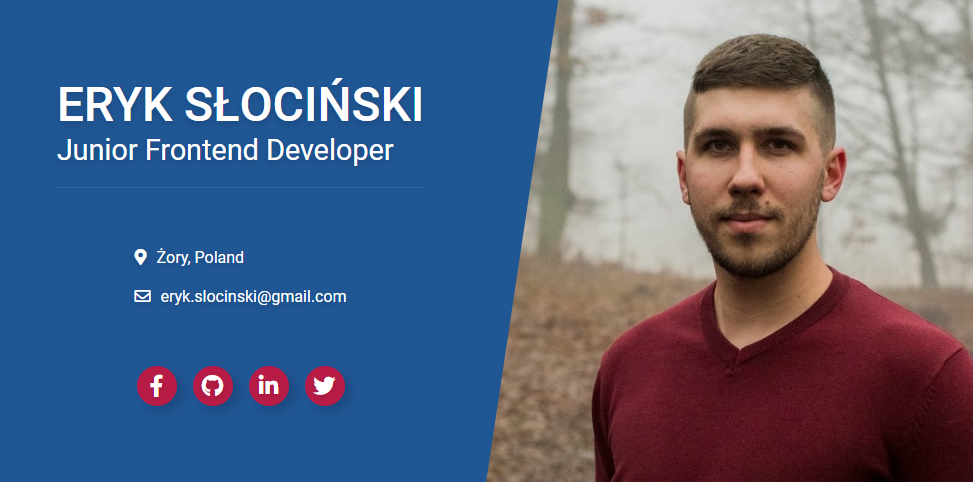 ERYK SŁOCIŃSKI
Junior Frontend Developer
Żory, Poland
eryk.slocinski@gmail.com